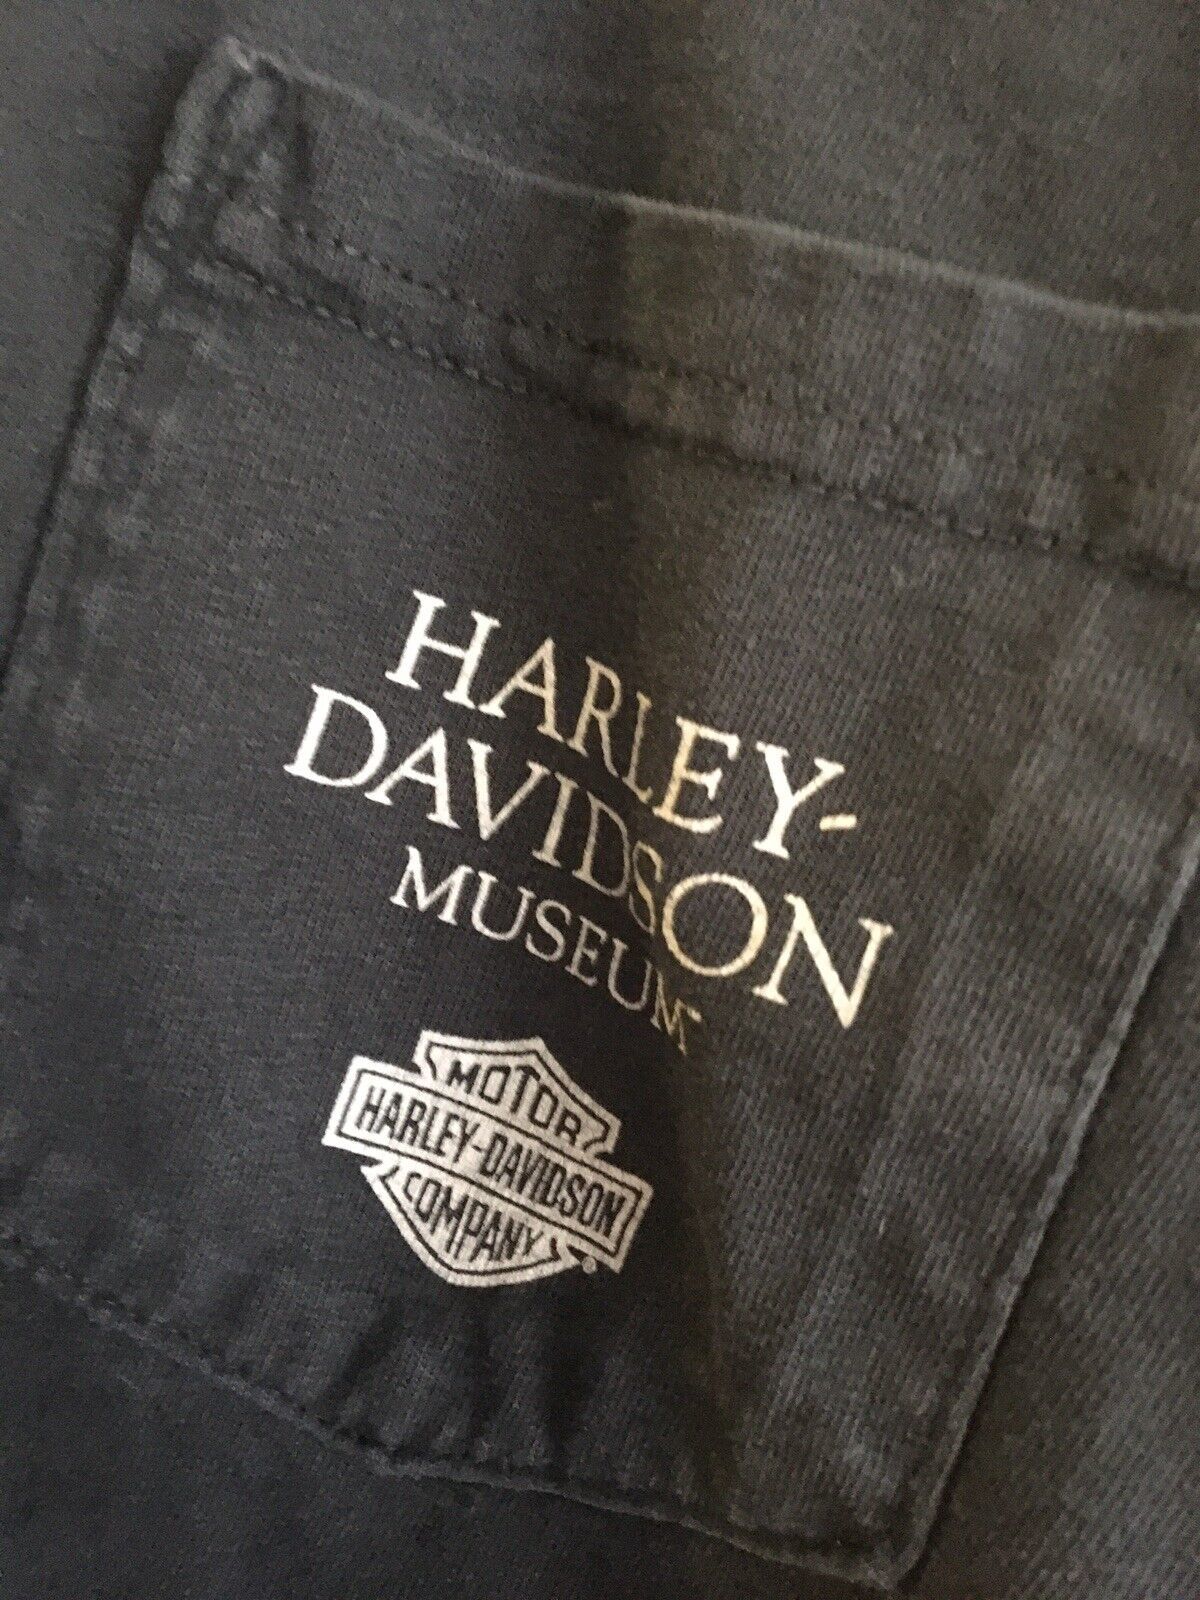 HARLEY-
DAVIDSON
MUSEUM
MOTOR
HARLEY-DAVIDSON
COMPANY
®